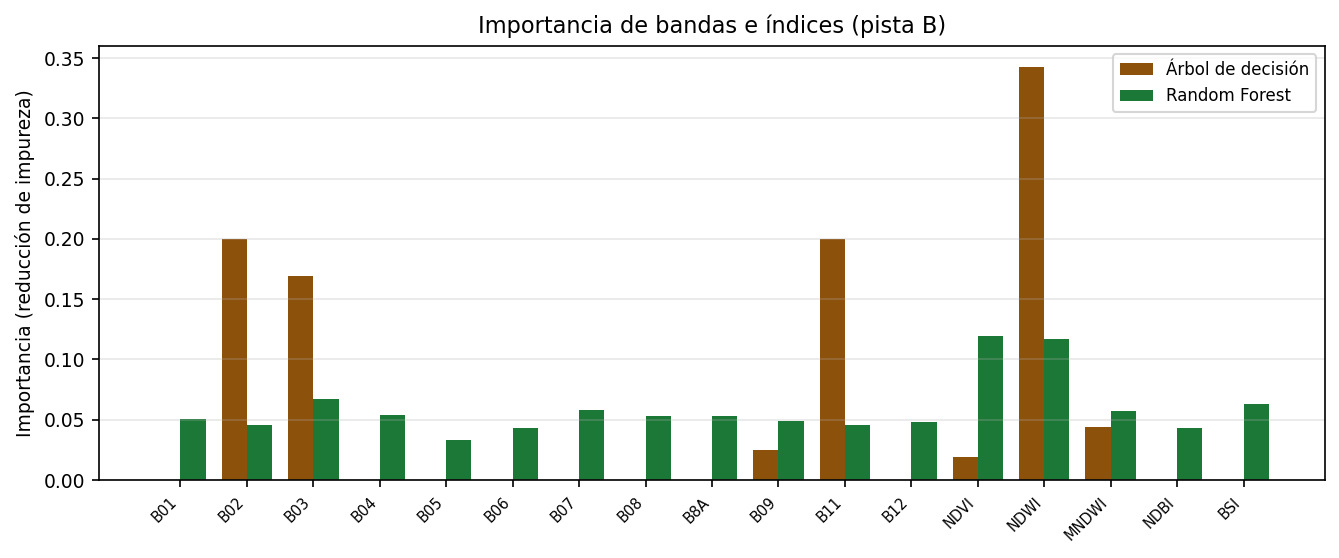 Importancia de bandas e índices (pista B)
Importancia (reducción de impureza)
0.35
0.30
0.25
0.20
0.15
0.10
0.05
0.00
Árbol de decisión
Random Forest
B01 B02 B03 B04 B05 B06 B07 B08 B8A B09 B11 B12 NDVI NDWI MNDWI NDBI BSI